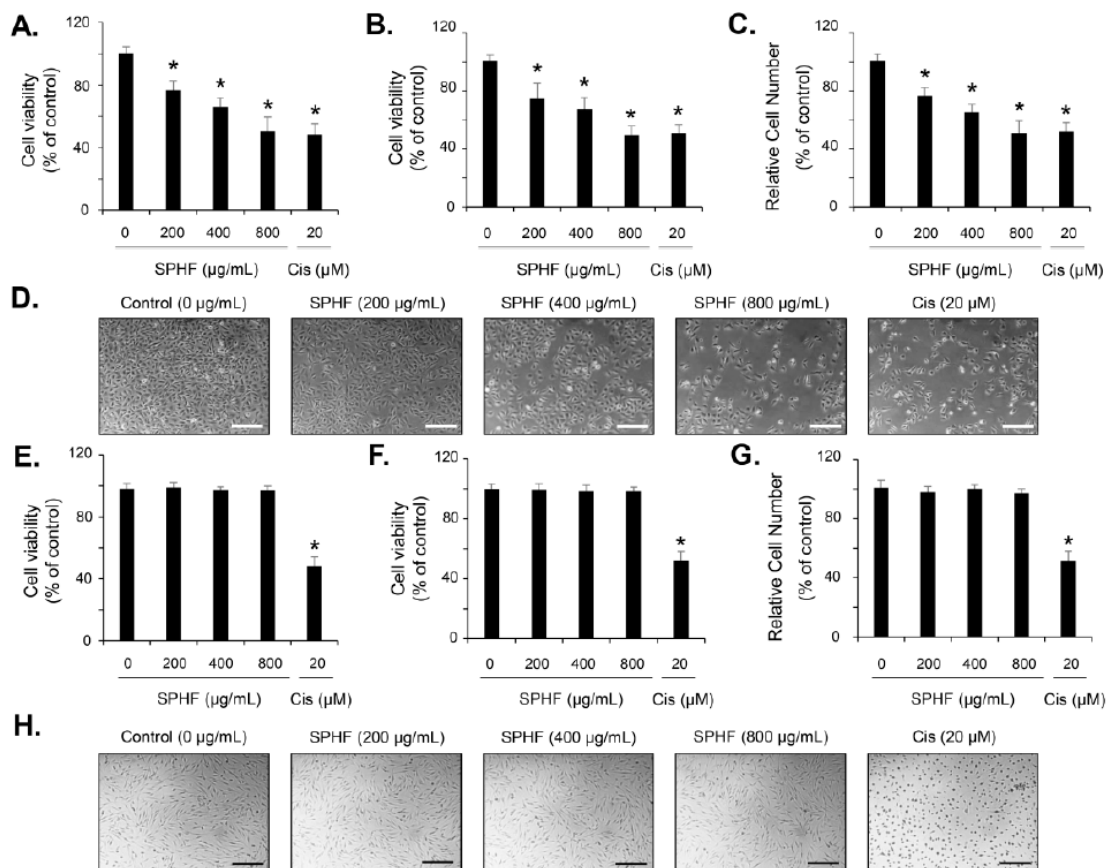 A.
120
80
40
0
Cell viability
(% of control)
*
*
*
*
0 200 400 800 20
SPHF (µg/mL) Cis (µM)
B.
120
80
40
0
Cell viability
(% of control)
*
*
*
*
0 200 400 800 20
SPHF (µg/mL) Cis (µM)
C.
120
80
40
0
Relative Cell Number
(% of control)
*
*
*
*
0 200 400 800 20
SPHF (µg/mL) Cis (µM)
D.
Control (0 µg/mL) SPHF (200 µg/mL) SPHF (400 µg/mL) SPHF (800 µg/mL) Cis (20 µM)
E.
120
80
40
0
Cell viability
(% of control)
*
0 200 400 800 20
SPHF (µg/mL) Cis (µM)
F.
120
80
40
0
Cell viability
(% of control)
*
0 200 400 800 20
SPHF (µg/mL) Cis (µM)
G.
120
80
40
0
Relative Cell Number
(% of control)
*
0 200 400 800 20
SPHF (µg/mL) Cis (µM)
H.
Control (0 µg/mL) SPHF (200 µg/mL) SPHF (400 µg/mL) SPHF (800 µg/mL) Cis (20 µM)